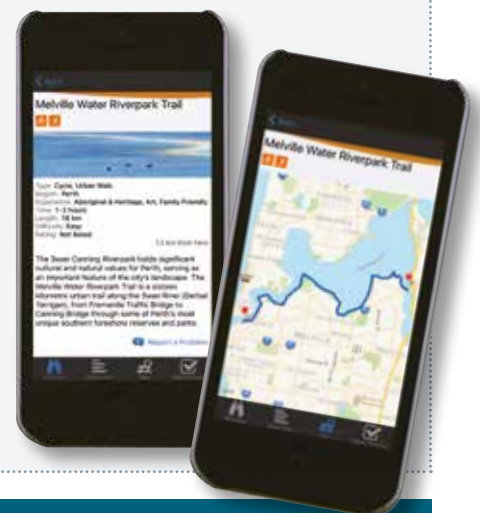 Melville Water Riverpark Trail
Type: Cycle, Urban Walk
Region: Perth
Experience: Aboriginal & Heritage, Art, Family Friendly
Time: 1-3 hours
Length: 16 km
Difficulty: Easy
Rating: Not Rated
The Swan Canning Riverpark holds significant
cultural and natural values for Perth, serving as
an important feature of the city's landscape. The
Melville Water Riverpark Trail is a sixteen
kilometre urban trail along the Swan River (Derbal
Yerrigan), from Fremantle Traffic Bridge to
Canning Bridge through some of Perth's most
unique southern foreshore reserves and parks.
Report a Problem
Melville Water Riverpark Trail